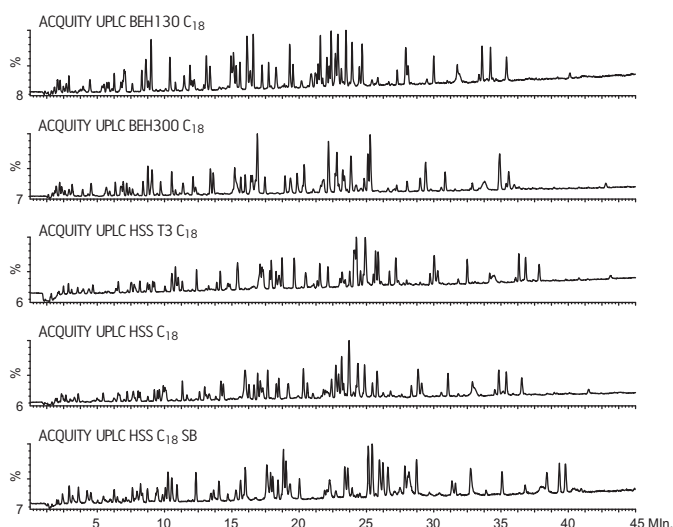 ACQUITY UPLC BEH130 C18
%
8
ACQUITY UPLC BEH300 C18
%
7
ACQUITY UPLC HSS T3 C18
%
6
ACQUITY UPLC HSS C18
%
6
ACQUITY UPLC HSS C18 SB
%
7
5 10 15 20 25 30 35 40 45 MIn.